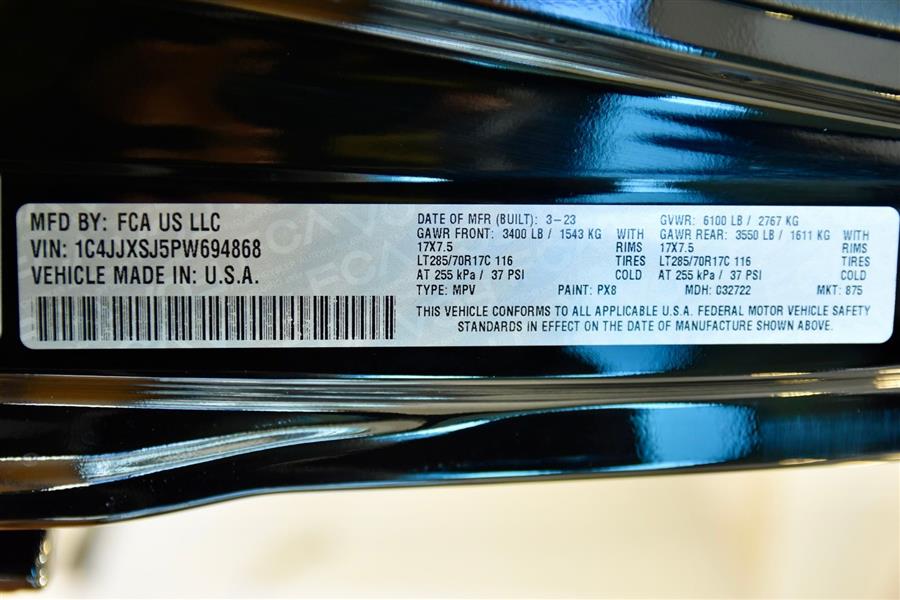 MFD BY: FCA US LLC
VIN: 1C4JJXSJ5PW694868
VEHICLE MADE IN: U.S.A.
DATE OF MFR (BUILT): 3-23 GVWR: 6100 LB / 2767 KG
GAWR FRONT: 3400 LB / 1543 KG WITH GAWR REAR: 3550 LB / 1611 KG WITH
17X7.5 RIMS 17X7.5 RIMS
LT285/70R17C 116 TIRES LT285/70R17C 116 TIRES
AT 255 kPa / 37 PSI COLD AT 255 kPa / 37 PSI COLD
TYPE: MPV PAINT: PX8 MDH: 032722 MKT: 875
THIS VEHICLE CONFORMS TO ALL APPLICABLE U.S.A. FEDERAL MOTOR VEHICLE SAFETY
STANDARDS IN EFFECT ON THE DATE OF MANUFACTURE SHOWN ABOVE.